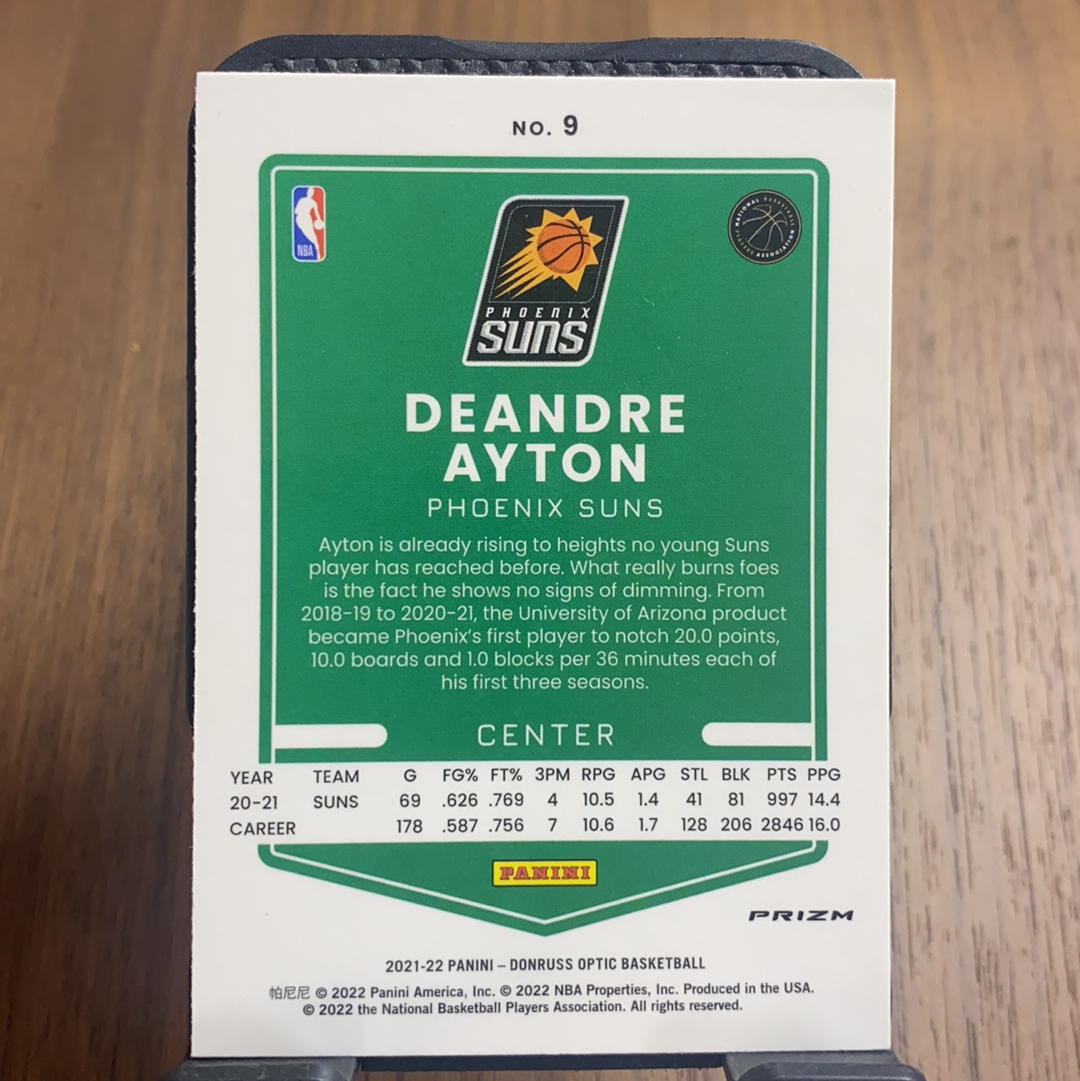 NO. 9
NBA
NATIONAL BASKETBALL PLAYERS ASSOCIATION
PHOENIX
SUNS
DEANDRE
AYTON
PHOENIX SUNS
Ayton is already rising to heights no young Suns
player has reached before. What really burns foes
is the fact he shows no signs of dimming. From
2018-19 to 2020-21, the University of Arizona product
became Phoenix's first player to notch 20.0 points,
10.0 boards and 1.0 blocks per 36 minutes each of
his first three seasons.
CENTER
YEAR TEAM G FG% FT% 3PM RPG APG STL BLK PTS PPG
20-21 SUNS 69 .626 .769 4 10.5 1.4 41 81 997 14.4
CAREER 178 .587 .756 7 10.6 1.7 128 206 2846 16.0
PANINI
PRIZM
2021-22 PANINI – DONRUSS OPTIC BASKETBALL
帕尼尼 © 2022 Panini America, Inc. © 2022 NBA Properties, Inc. Produced in the USA.
© 2022 the National Basketball Players Association. All rights reserved.